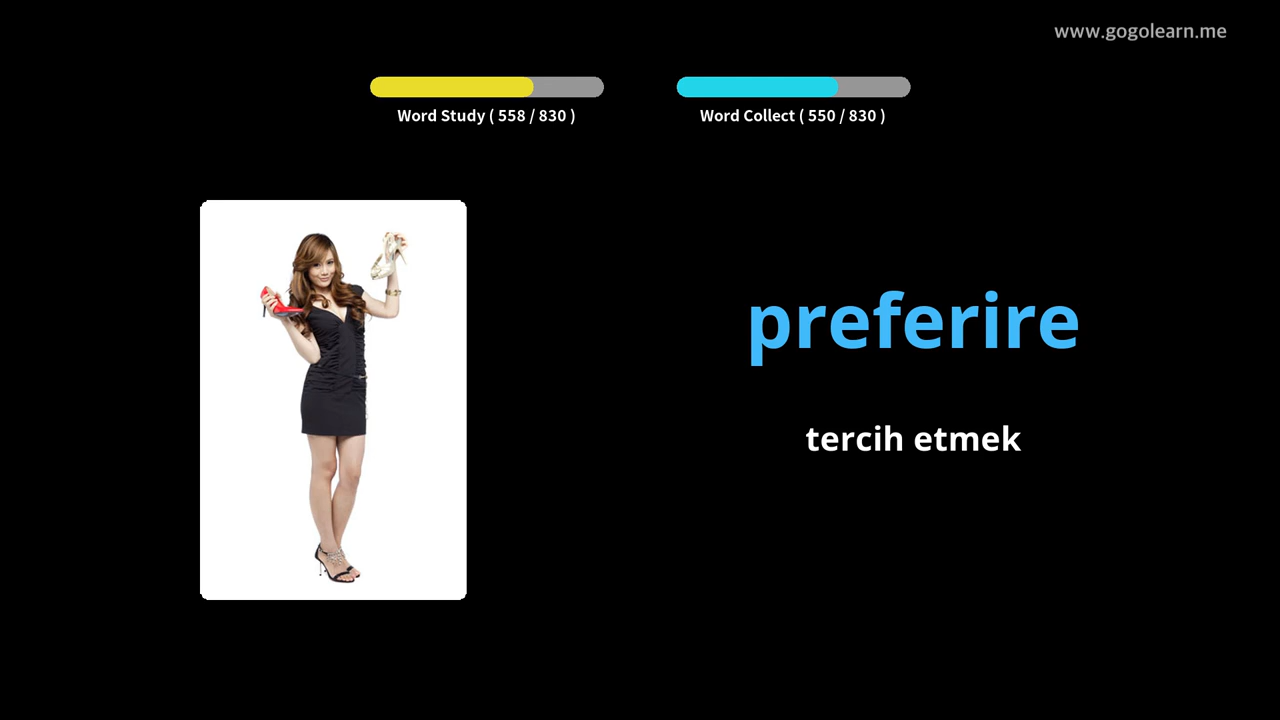 www.gogolearn.me
Word Study ( 558 / 830 )
Word Collect ( 550 / 830 )
preferire
tercih etmek